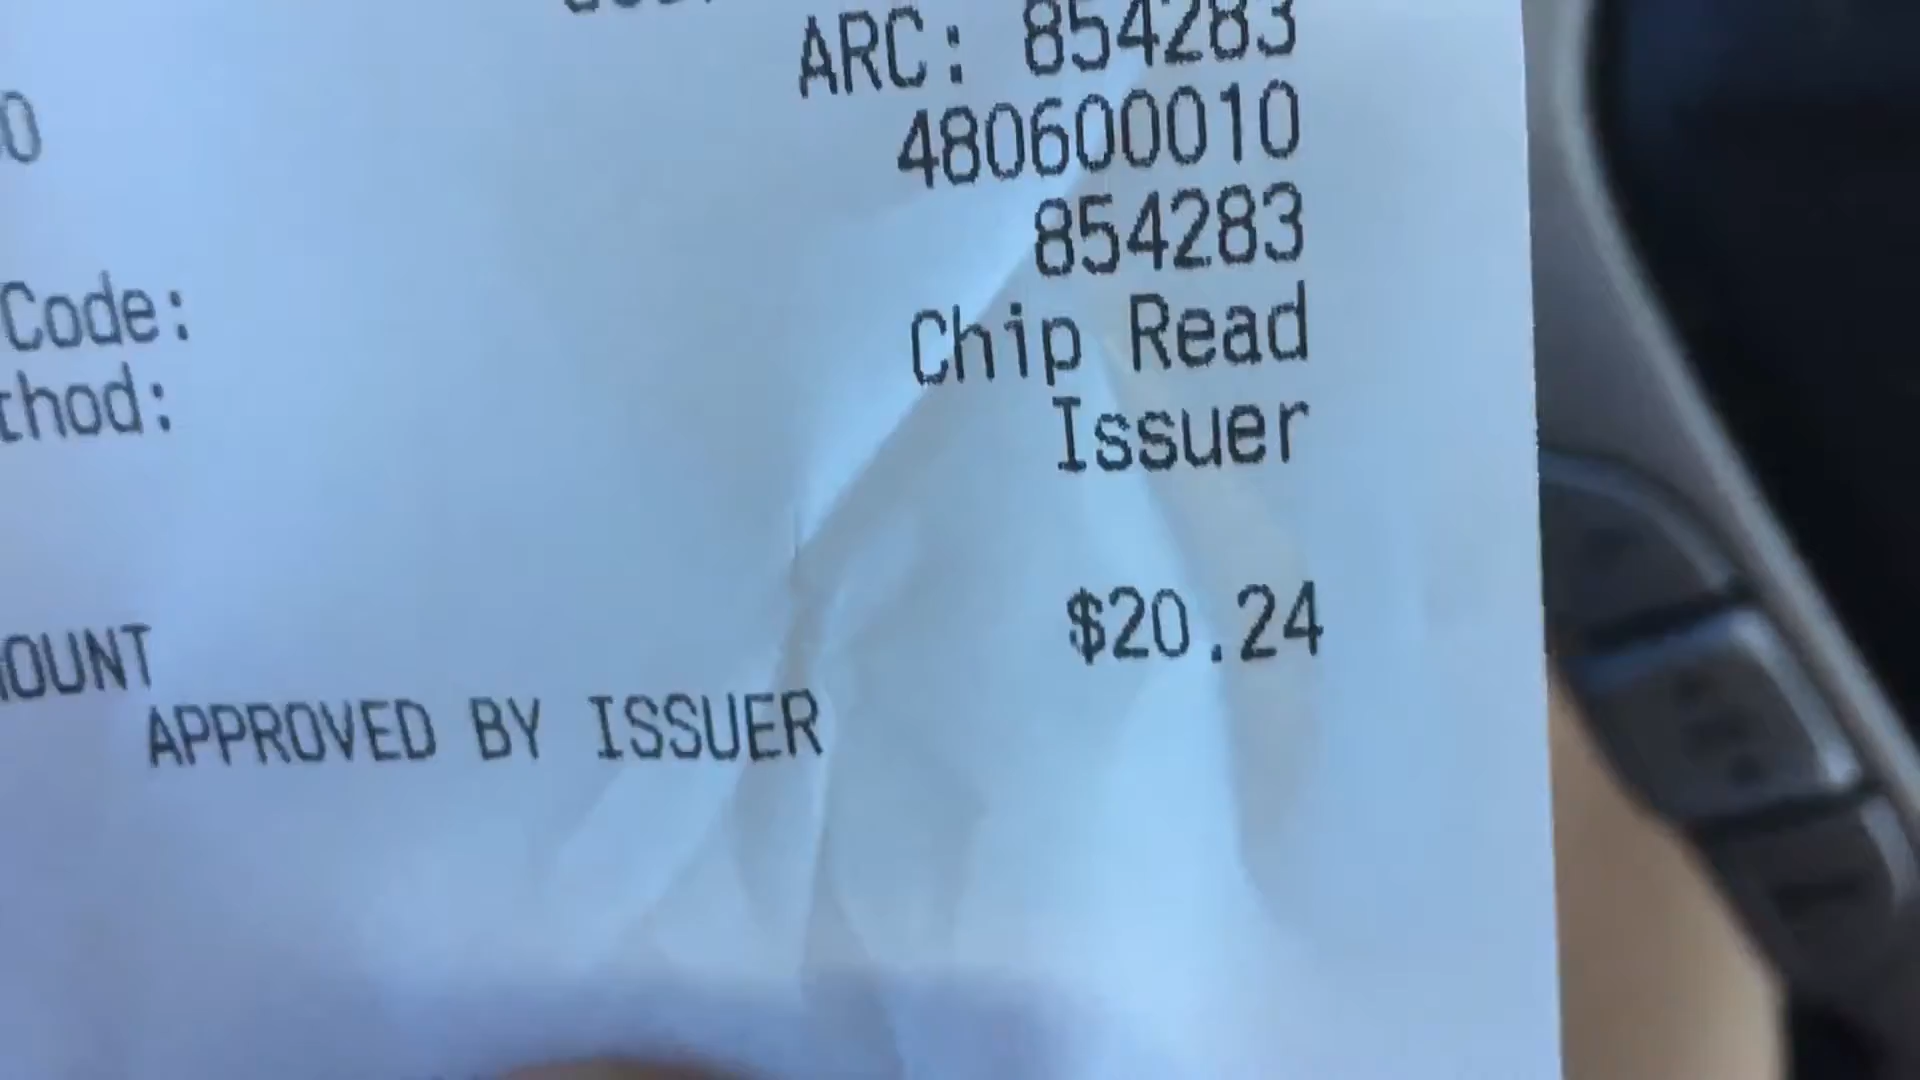 ARC: 854283
0 480600010
854283
Code: Chip Read
thod: Issuer
OUNT $20.24
APPROVED BY ISSUER